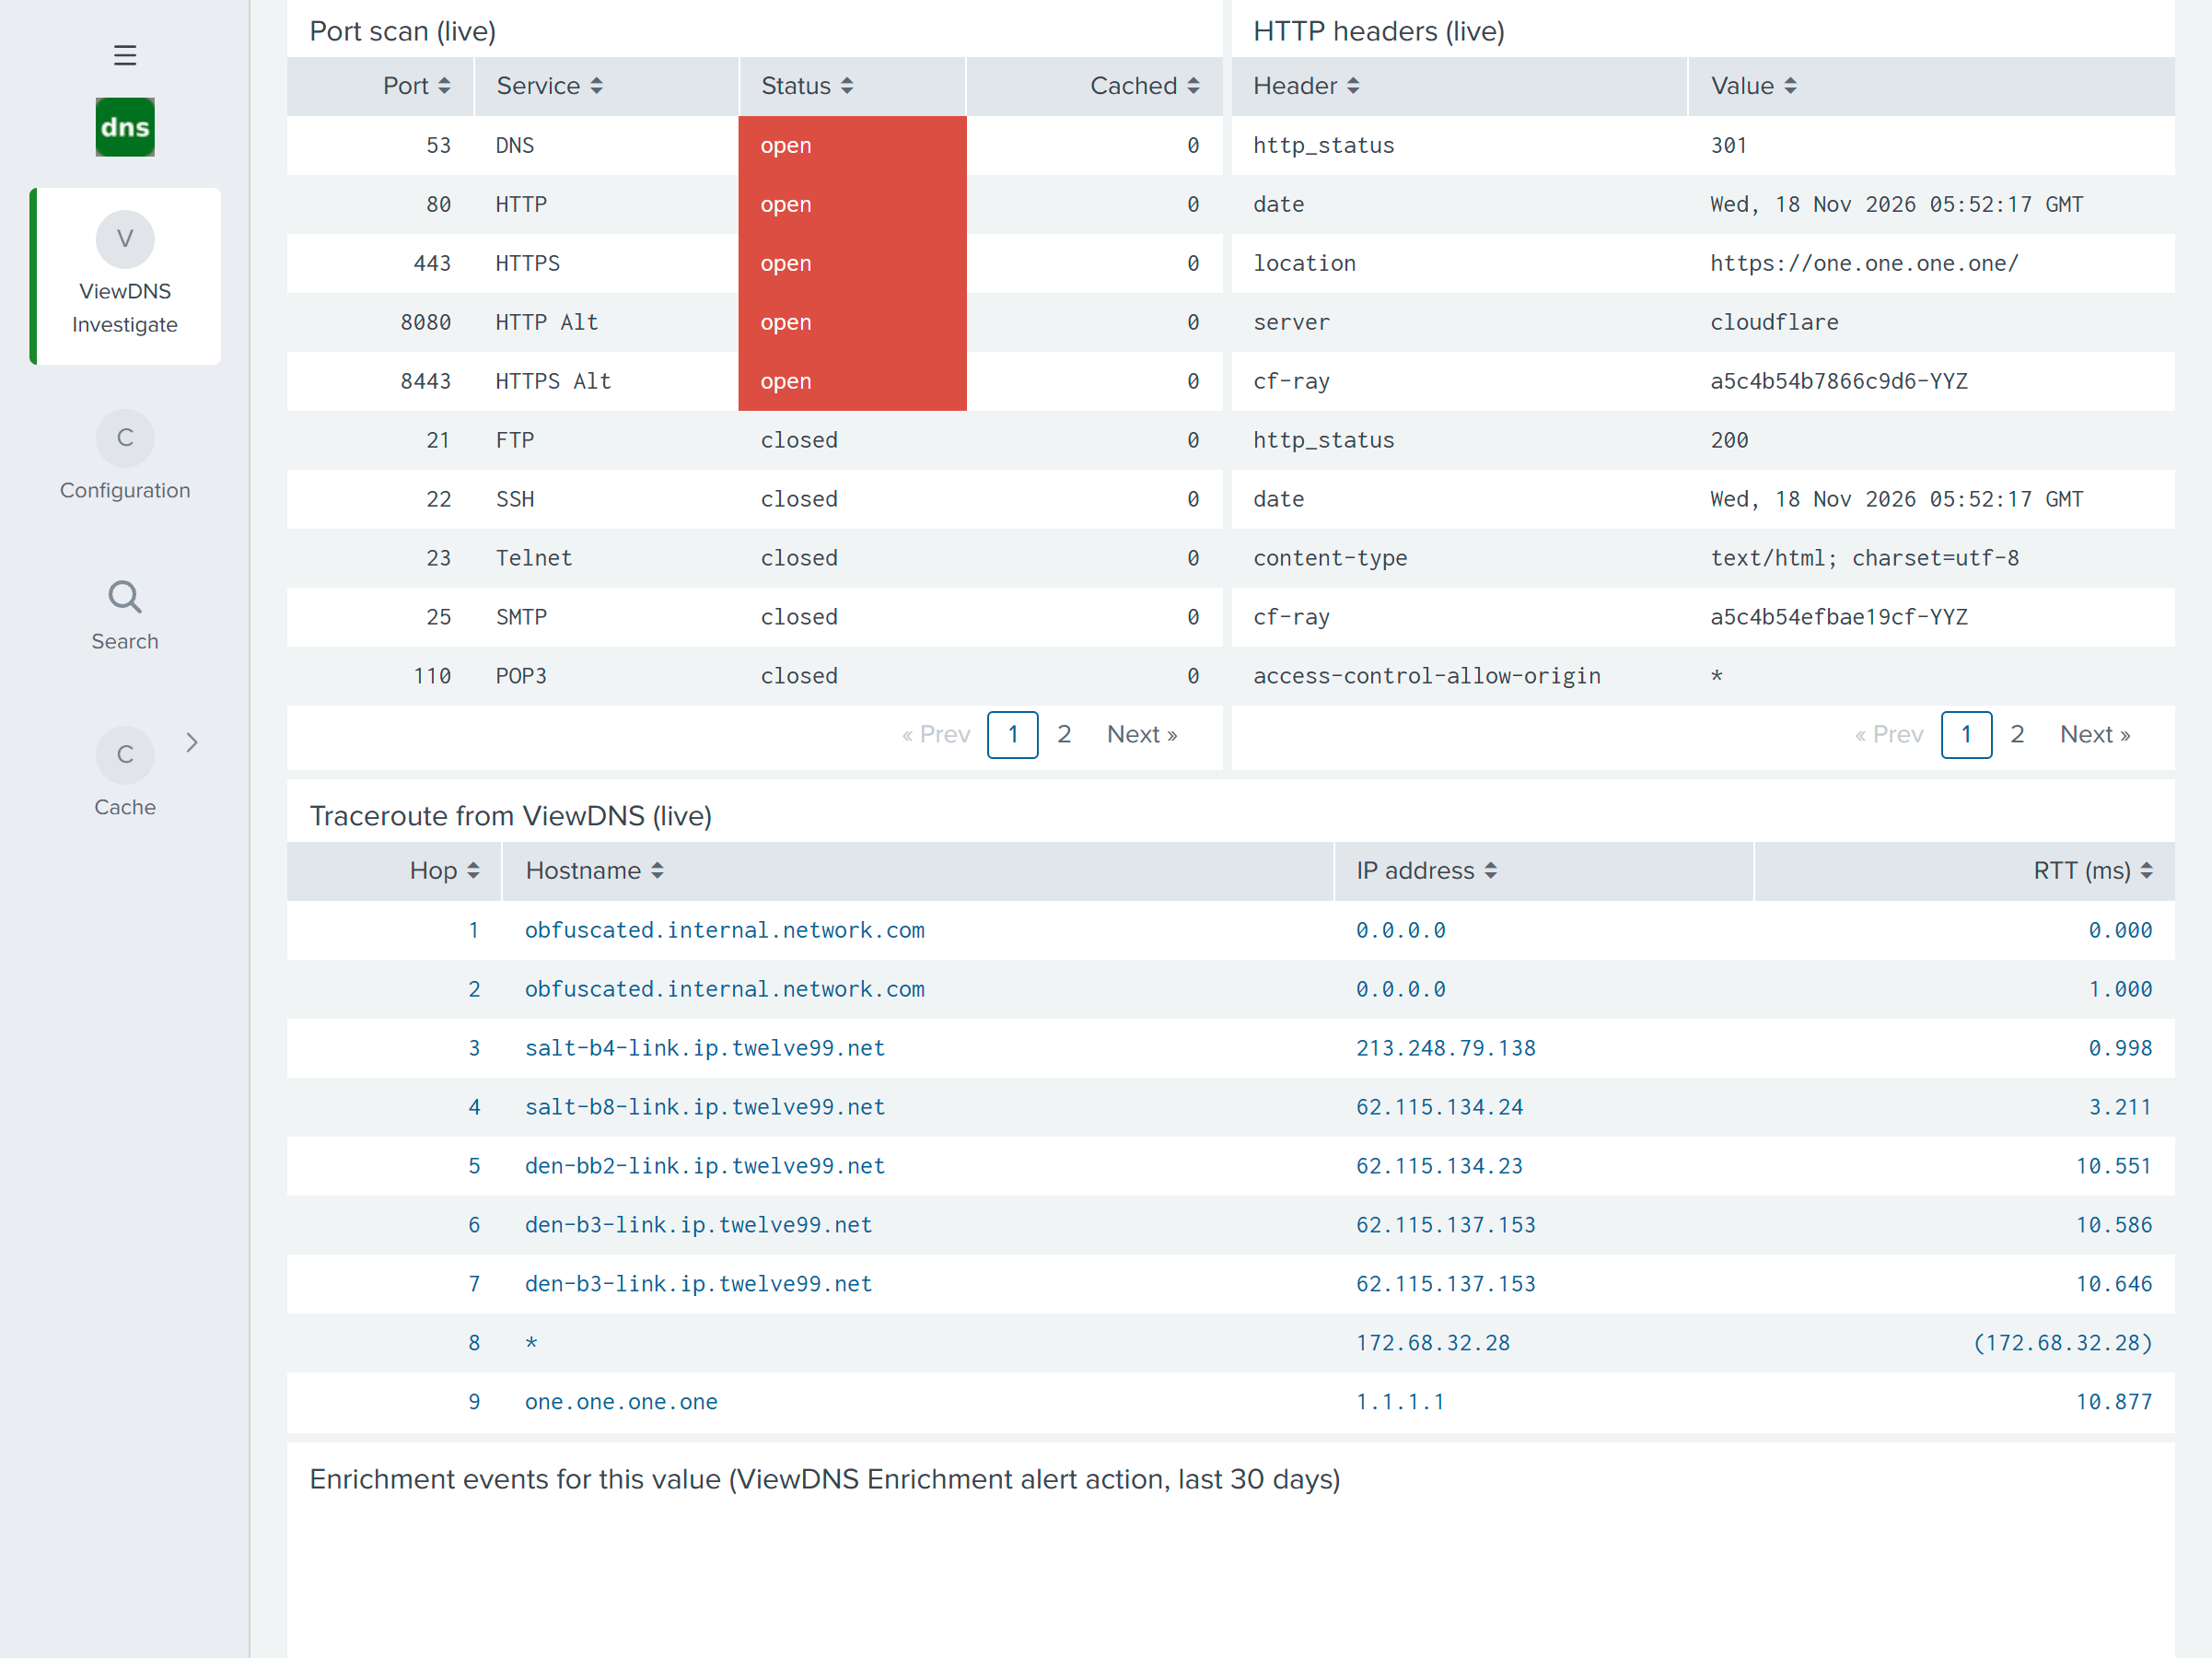 dns
V
ViewDNS
Investigate
C
Configuration
Search
C
Cache
Port scan (live)
Port Service Status Cached
53 DNS open 0
80 HTTP open 0
443 HTTPS open 0
8080 HTTP Alt open 0
8443 HTTPS Alt open 0
21 FTP closed 0
22 SSH closed 0
23 Telnet closed 0
25 SMTP closed 0
110 POP3 closed 0
« Prev 1 2 Next »
HTTP headers (live)
Header Value
http_status 301
date Wed, 18 Nov 2026 05:52:17 GMT
location https://one.one.one.one/
server cloudflare
cf-ray a5c4b54b7866c9d6-YYZ
http_status 200
date Wed, 18 Nov 2026 05:52:17 GMT
content-type text/html; charset=utf-8
cf-ray a5c4b54efbae19cf-YYZ
access-control-allow-origin *
« Prev 1 2 Next »
Traceroute from ViewDNS (live)
Hop Hostname IP address RTT (ms)
1 obfuscated.internal.network.com 0.0.0.0 0.000
2 obfuscated.internal.network.com 0.0.0.0 1.000
3 salt-b4-link.ip.twelve99.net 213.248.79.138 0.998
4 salt-b8-link.ip.twelve99.net 62.115.134.24 3.211
5 den-bb2-link.ip.twelve99.net 62.115.134.23 10.551
6 den-b3-link.ip.twelve99.net 62.115.137.153 10.586
7 den-b3-link.ip.twelve99.net 62.115.137.153 10.646
8 * 172.68.32.28 (172.68.32.28)
9 one.one.one.one 1.1.1.1 10.877
Enrichment events for this value (ViewDNS Enrichment alert action, last 30 days)